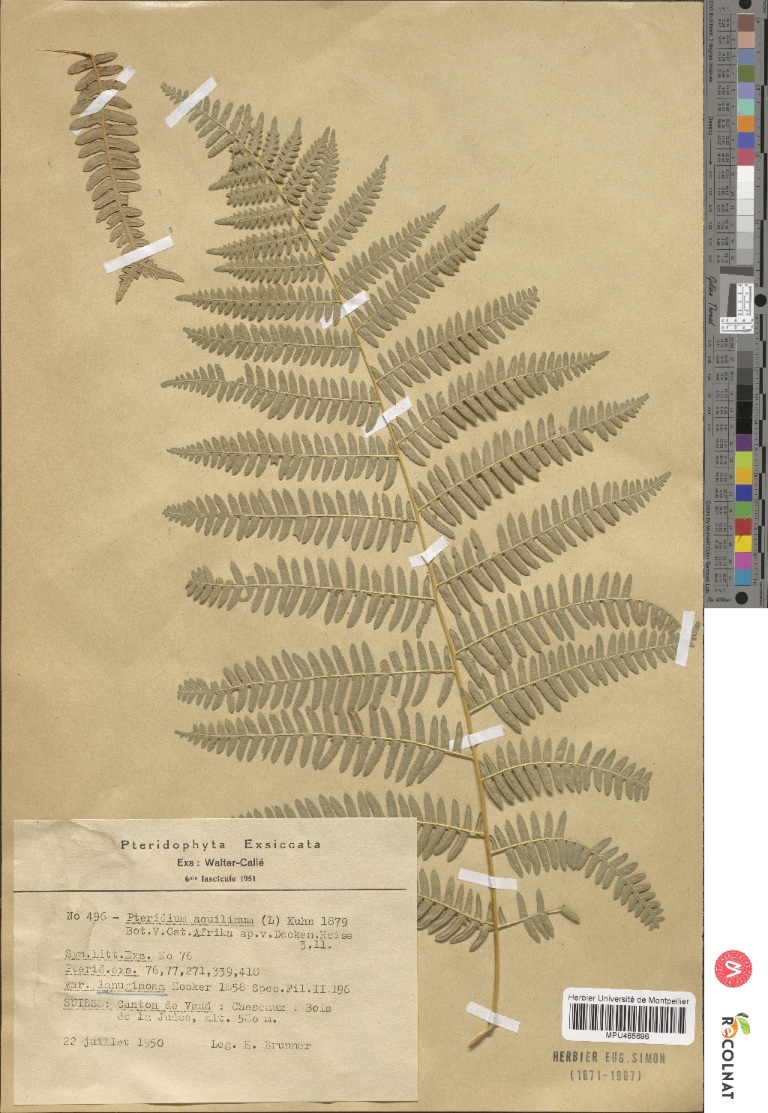 Pteridophyta Exsiccata
Exs : Walter-Callé
6me fascicule 1951
No 496 - Pteridium aquilinum (L) Kuhn 1879
Bot.V.Ost.Afrika ap.v.Decken.Reise
3.11.
Syn.Litt.Exs. No 76
Pterid.exs. 76,77,271,339,418
var. lanuginosa Hooker 1858 Spec.Fil.II.196
SUISSE: Canton de Vaud : Cheseaux : Bois
de la Judée, Alt. 580 m.
22 juillet 1950 Leg. H. Brunner
Herbier Université de Montpellier
MPU465696
HERBIER EUG. SIMON
(1871-1967)
RECOLNAT
Golden Thread